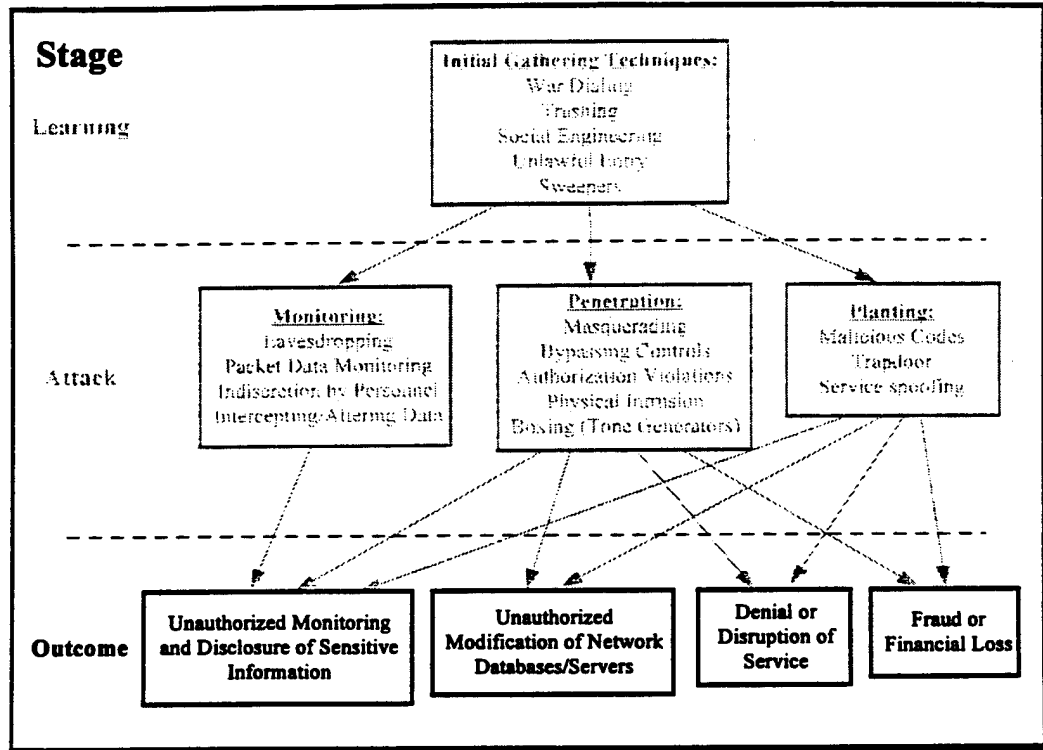 Stage
Initial Gathering Techniques:
War Dialing
Trashing
Social Engineering
Unlawful Entry
Sweepers
Learning
Monitoring:
Eavesdropping
Packet Data Monitoring
Indiscretion by Personnel
Intercepting/Altering Data
Penetration:
Masquerading
Bypassing Controls
Authorization Violations
Physical Intrusion
Boxing (Tone Generators)
Planting:
Malicious Codes
Trapdoor
Service spoofing
Attack
Outcome
Unauthorized Monitoring
and Disclosure of Sensitive
Information
Unauthorized
Modification of Network
Databases/Servers
Denial or
Disruption of
Service
Fraud or
Financial Loss